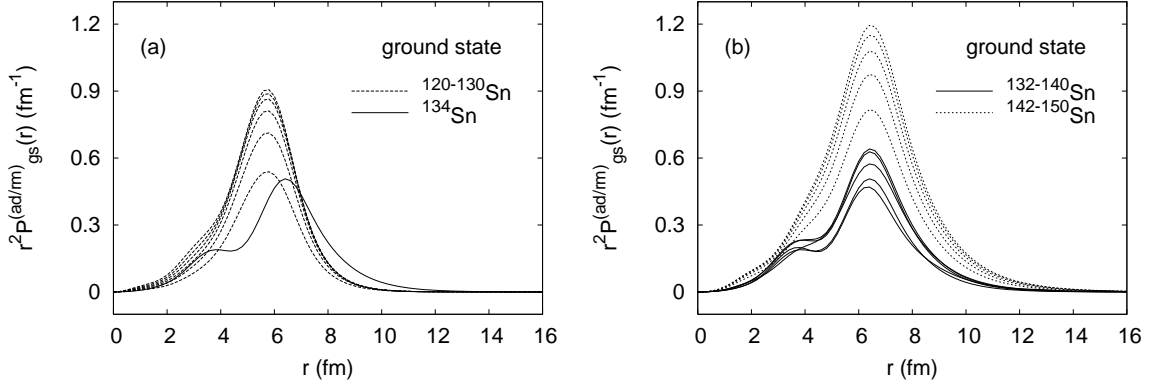 (a)
ground state
120-130Sn
134Sn
r2P(ad/rm)gs(r) (fm-1)
1.2
0.9
0.6
0.3
0
0 2 4 6 8 10 12 14 16
r (fm)
(b)
ground state
132-140Sn
142-150Sn
r2P(ad/rm)gs(r) (fm-1)
1.2
0.9
0.6
0.3
0
0 2 4 6 8 10 12 14 16
r (fm)